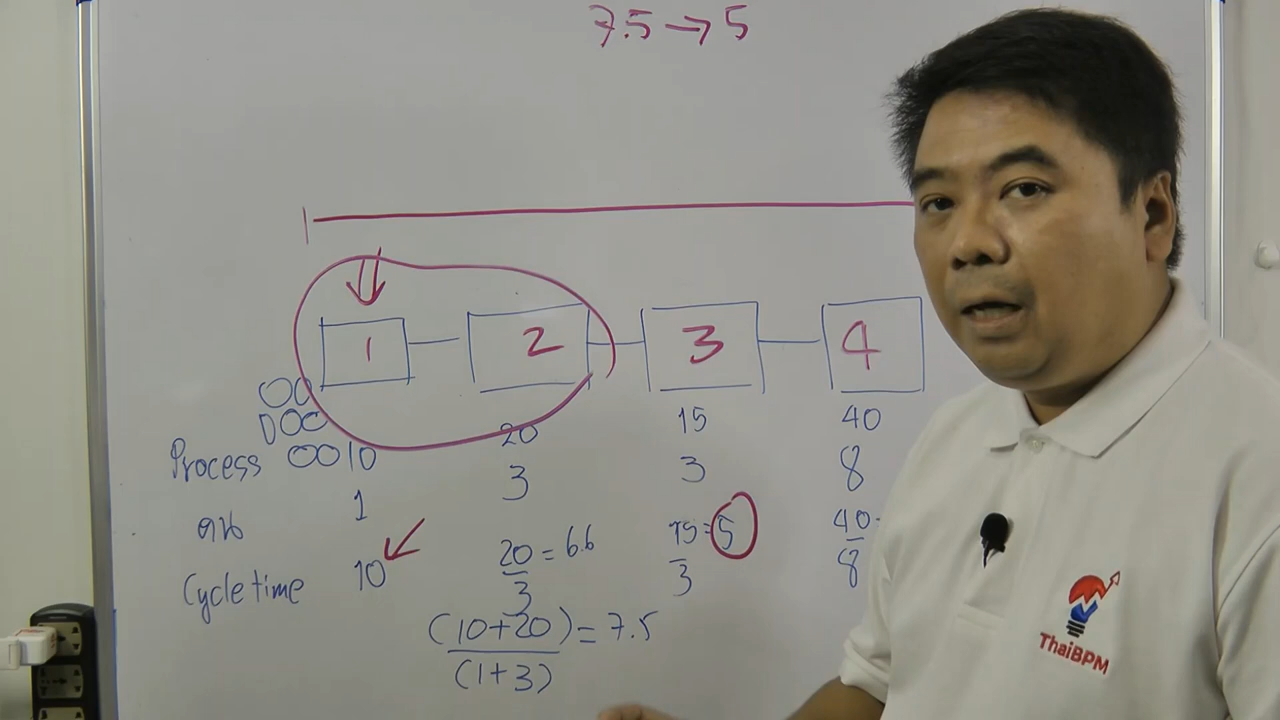 7.5 → 5
1 2 3 4
20 15 40
Process 10 3 3 8
คน 1
20/3 = 6.6 15/3 = 5 40/8
Cycle time 10
(10+20)/(1+3) = 7.5
ThaiBPM